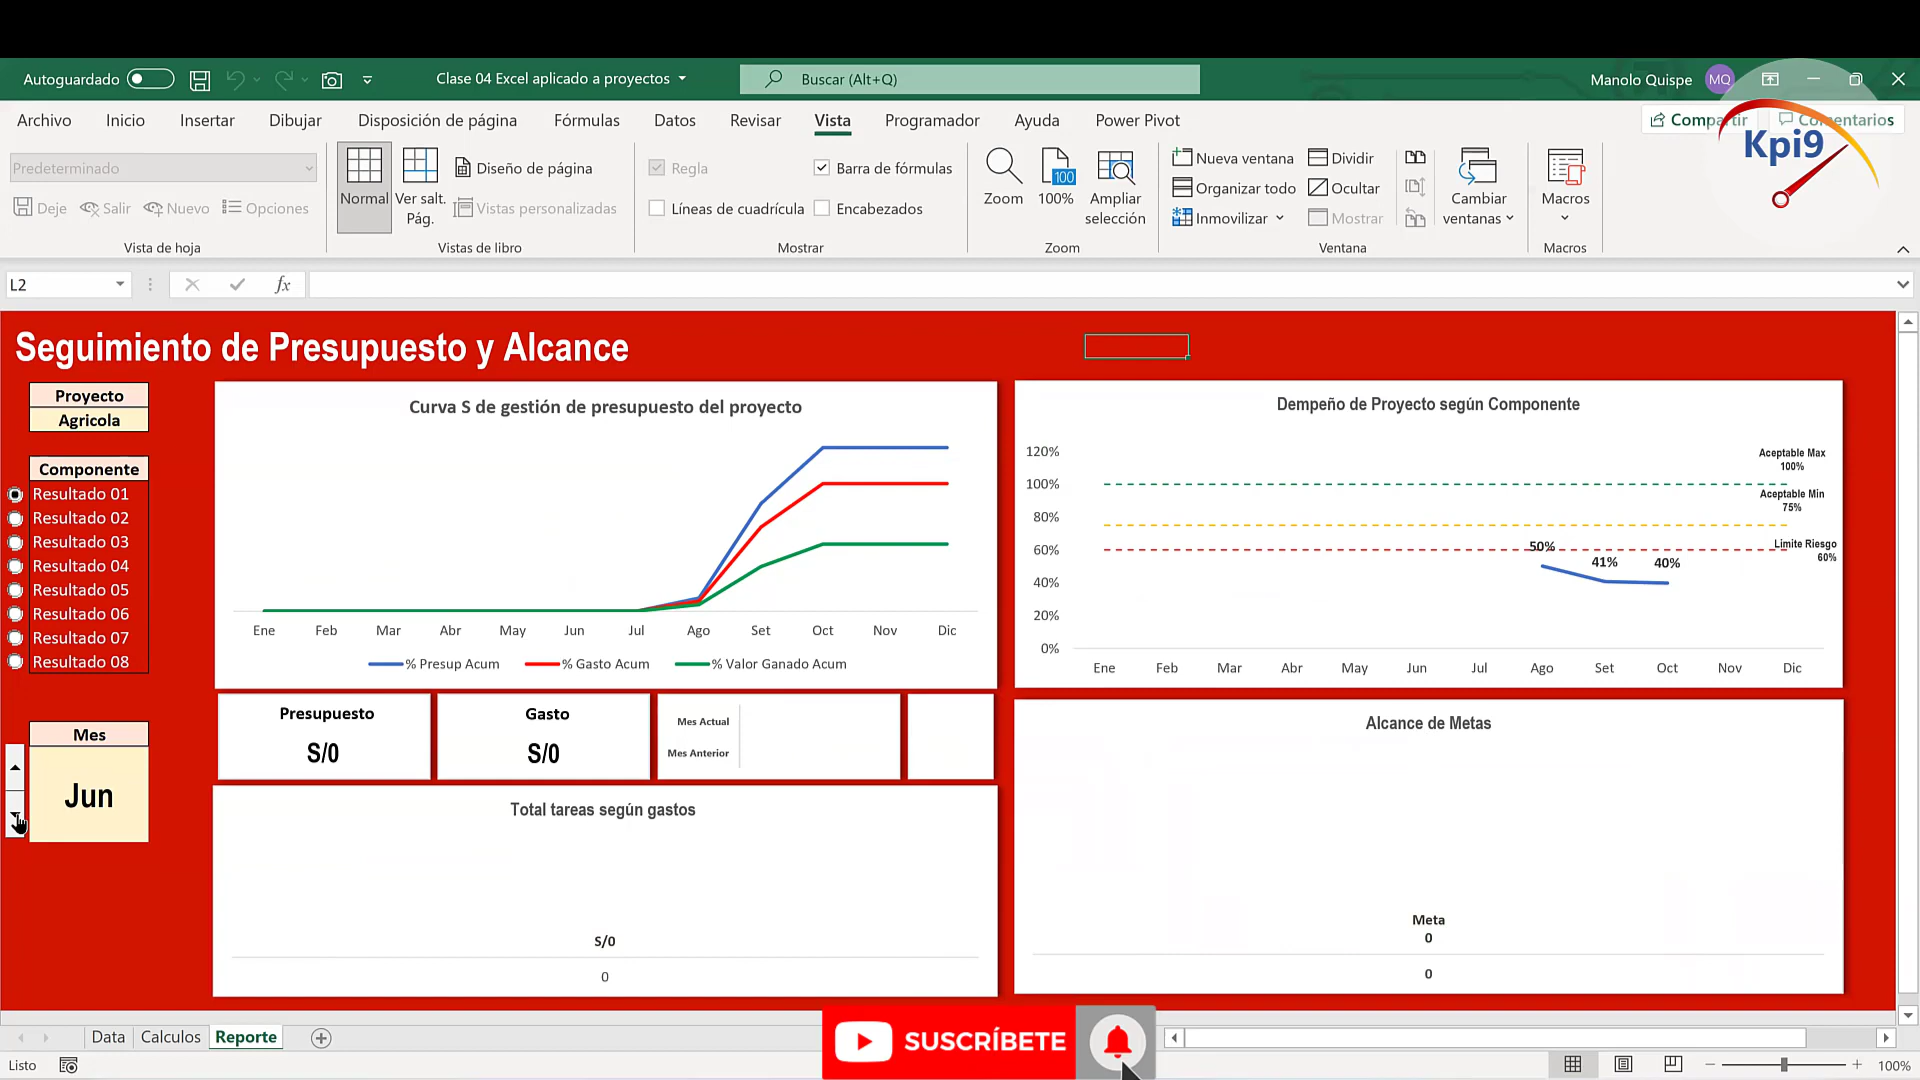 Autoguardado
Clase 04 Excel aplicado a proyectos
Buscar (Alt+Q)
Manolo Quispe
MQ
Archivo Inicio Insertar Dibujar Disposición de página Fórmulas Datos Revisar Vista Programador Ayuda Power Pivot
Compartir
Comentarios
Kpi9
Predeterminado
Deje Salir Nuevo Opciones
Vista de hoja
Normal
Ver salt.
Pág.
Diseño de página
Vistas personalizadas
Vistas de libro
Regla
Barra de fórmulas
Líneas de cuadrícula
Encabezados
Mostrar
Zoom
100
100%
Ampliar
selección
Zoom
Nueva ventana
Organizar todo
Inmovilizar
Dividir
Ocultar
Mostrar
Cambiar
ventanas
Ventana
Macros
Macros
L2
fx
Seguimiento de Presupuesto y Alcance
Proyecto
Agricola
Componente
Resultado 01
Resultado 02
Resultado 03
Resultado 04
Resultado 05
Resultado 06
Resultado 07
Resultado 08
Mes
Jun
Curva S de gestión de presupuesto del proyecto
Ene Feb Mar Abr May Jun Jul Ago Set Oct Nov Dic
% Presup Acum % Gasto Acum % Valor Ganado Acum
Presupuesto
S/0
Gasto
S/0
Mes Actual
Mes Anterior
Total tareas según gastos
S/0
0
Dempeño de Proyecto según Componente
120%
100%
80%
60%
40%
20%
0%
Aceptable Max
100%
Aceptable Min
75%
Limite Riesgo
60%
50%
41%
40%
Ene Feb Mar Abr May Jun Jul Ago Set Oct Nov Dic
Alcance de Metas
Meta
0
0
Data Calculos Reporte
SUSCRÍBETE
Listo
100%